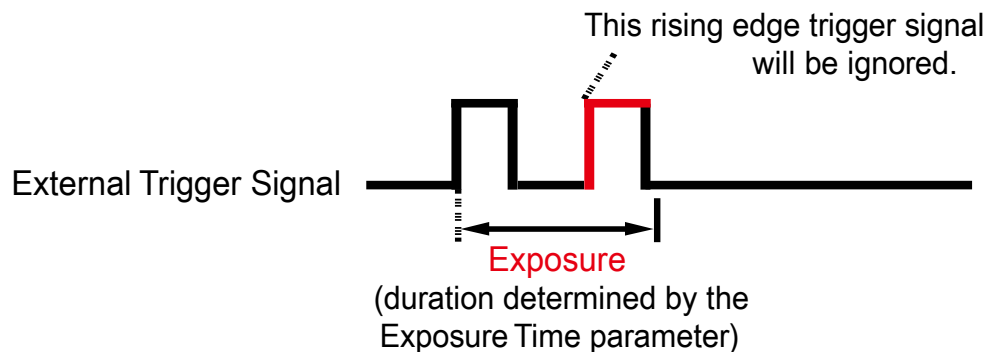 This rising edge trigger signal
will be ignored.
External Trigger Signal
Exposure
(duration determined by the
Exposure Time parameter)